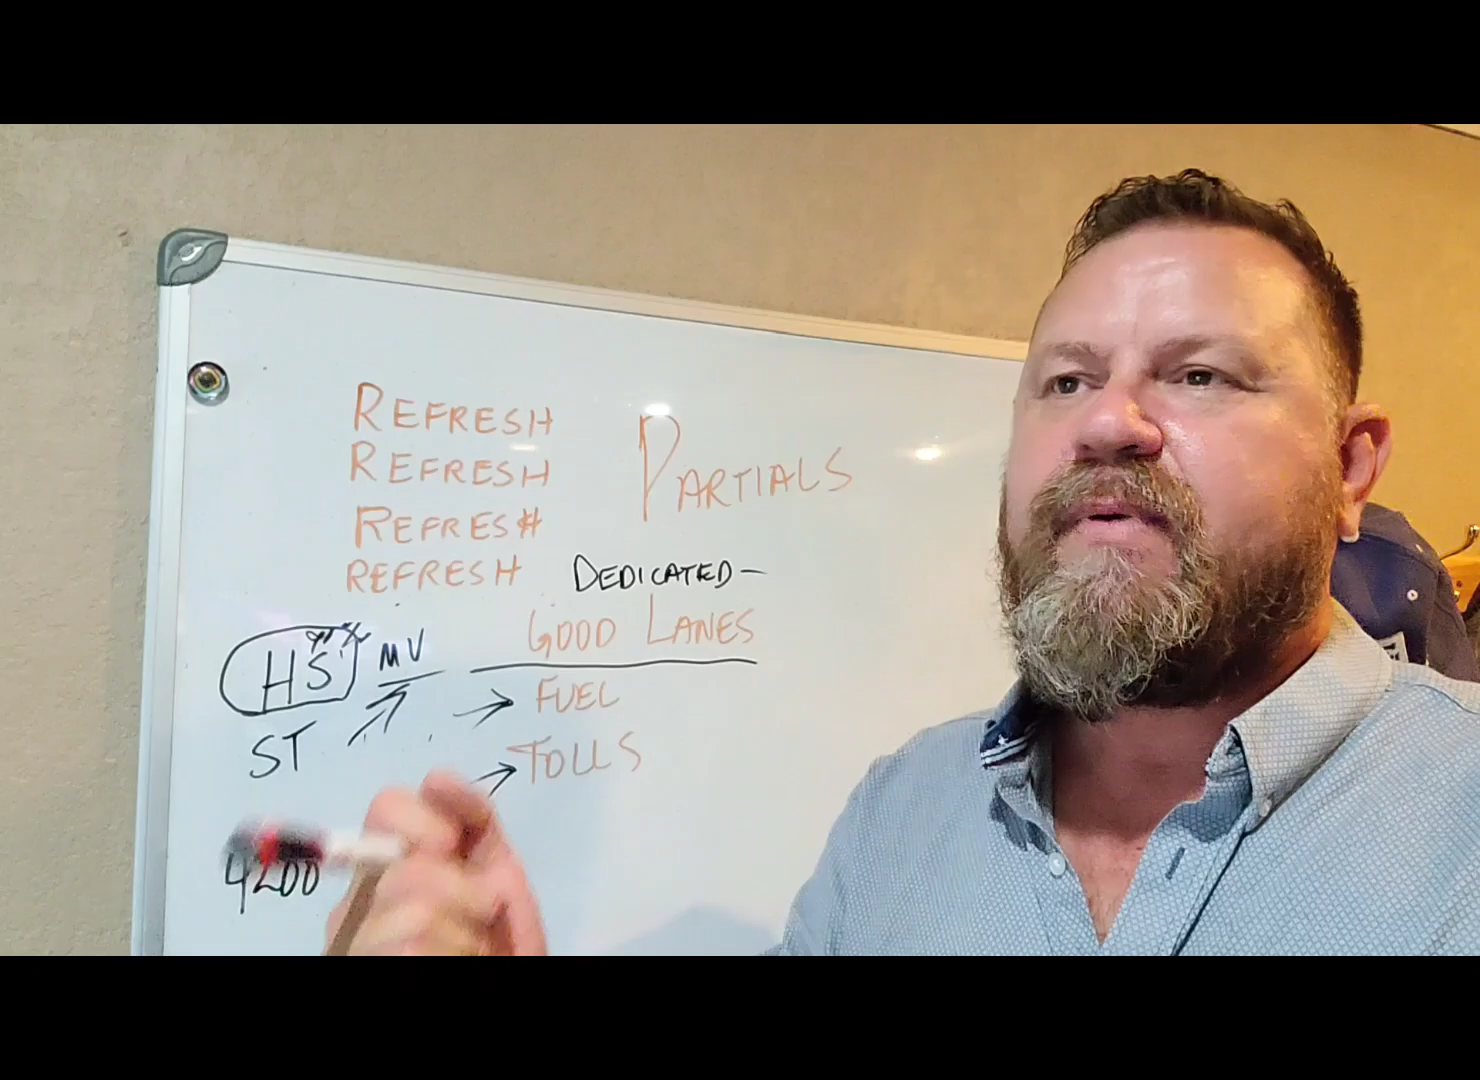 REFRESH
REFRESH
PARTIALS
REFRESH
REFRESH
DEDICATED-
GOOD LANES
HS
MV
FUEL
ST
TOLLS
4200